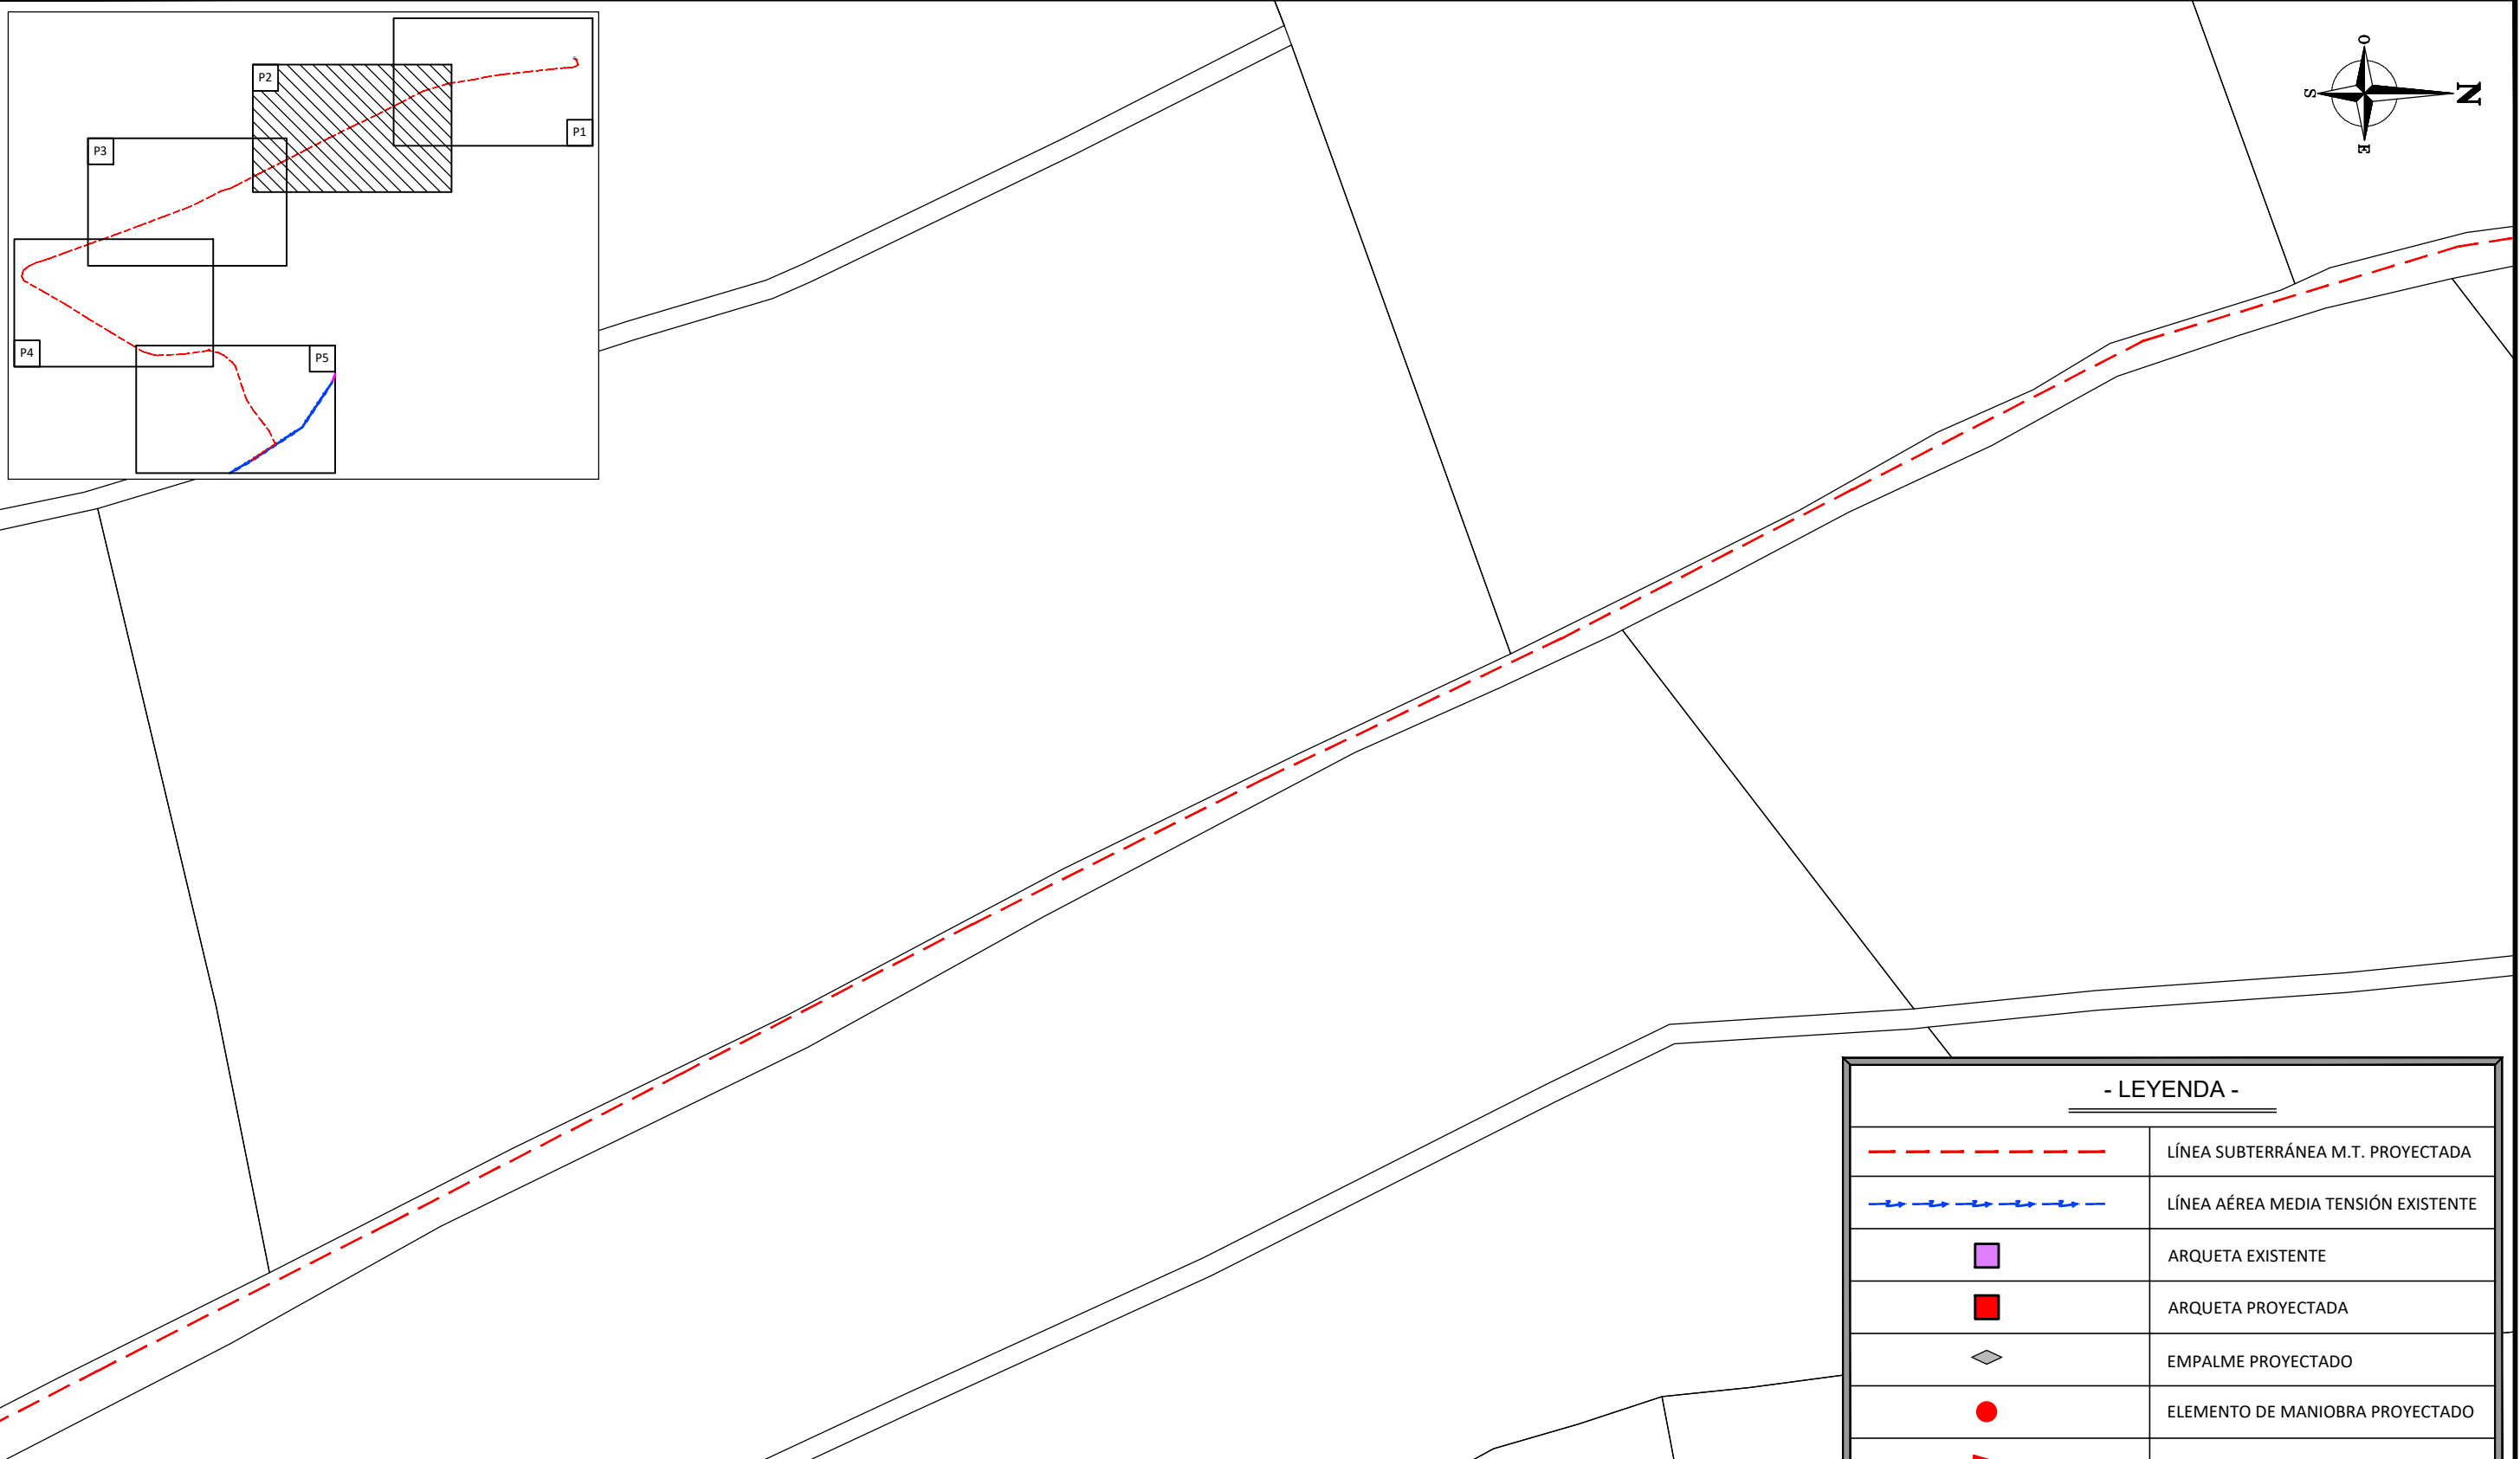 P1
P2
P3
P4
P5
O
S
N
E
- LEYENDA -
LÍNEA SUBTERRÁNEA M.T. PROYECTADA
LÍNEA AÉREA MEDIA TENSIÓN EXISTENTE
ARQUETA EXISTENTE
ARQUETA PROYECTADA
EMPALME PROYECTADO
ELEMENTO DE MANIOBRA PROYECTADO